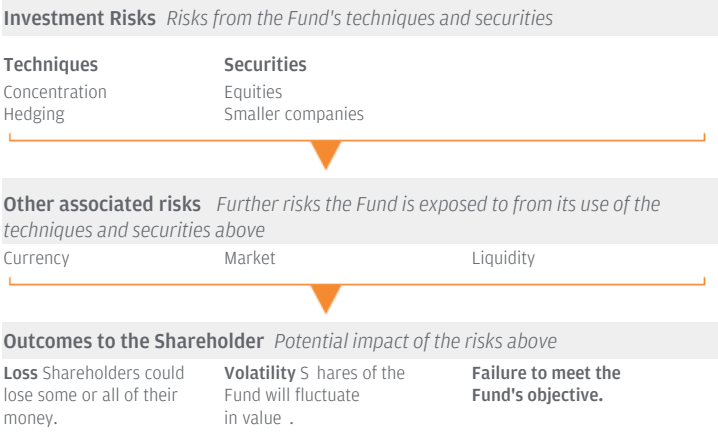 Investment Risks Risks from the Fund's techniques and securities
Techniques Securities
Concentration Equities
Hedging Smaller companies
Other associated risks Further risks the Fund is exposed to from its use of the
techniques and securities above
Currency Market Liquidity
Outcomes to the Shareholder Potential impact of the risks above
Loss Shareholders could Volatility S hares of the Failure to meet the
lose some or all of their Fund will fluctuate Fund's objective.
money. in value .